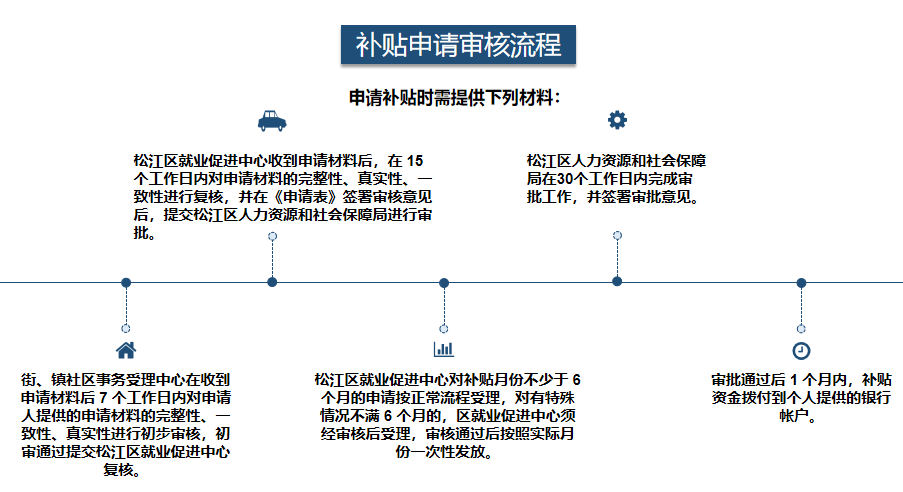 补贴申请审核流程
申请补贴时需提供下列材料：
松江区就业促进中心收到申请材料后，在 15
个工作日内对申请材料的完整性、真实性、一
致性进行复核，并在《申请表》签署审核意见
后，提交松江区人力资源和社会保障局进行审
批。
松江区人力资源和社会保障
局在30个工作日内完成审
批工作，并签署审批意见。
街、镇社区事务受理中心在收到
申请材料后 7 个工作日内对申请
人提供的申请材料的完整性、一
致性、真实性进行初步审核，初
审通过提交松江区就业促进中心
复核。
松江区就业促进中心对补贴月份不少于 6
个月的申请按正常流程受理，对有特殊
情况不满 6 个月的，区就业促进中心须
经审核后受理，审核通过后按照实际月
份一次性发放。
审批通过后 1 个月内，补贴
资金拨付到个人提供的银行
帐户。